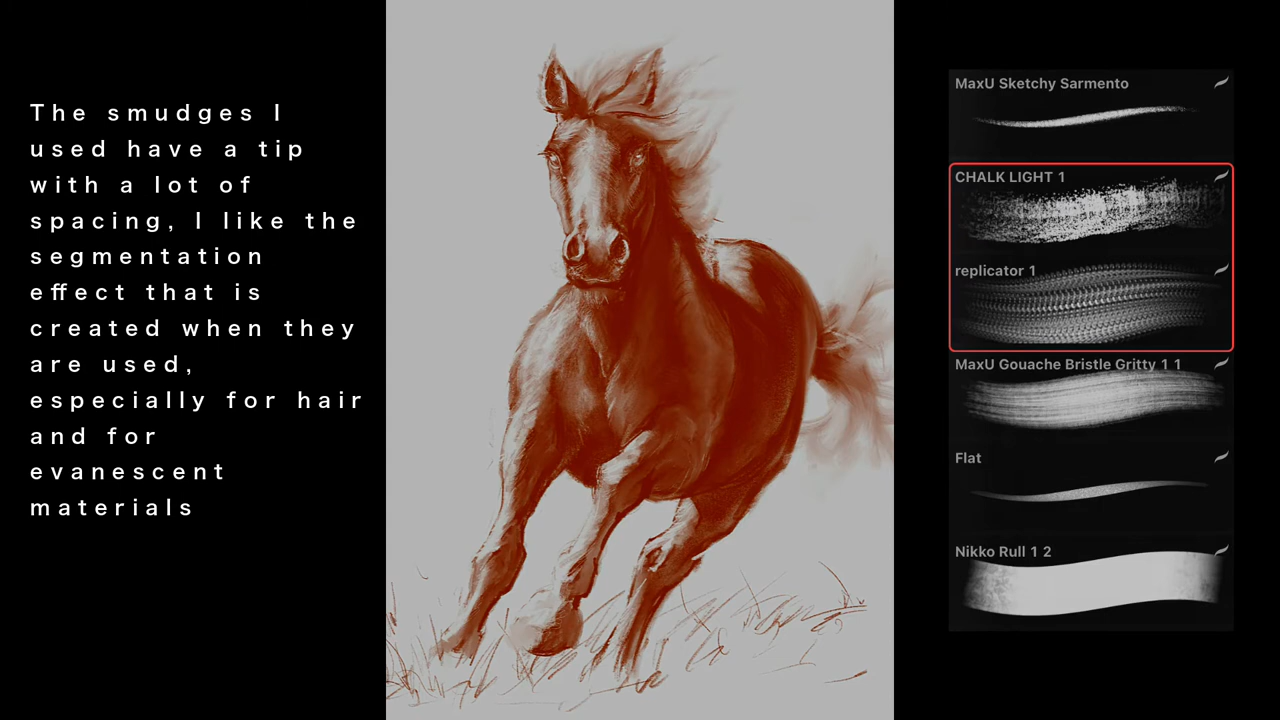 The smudges I
used have a tip
with a lot of
spacing, I like the
segmentation
effect that is
created when they
are used,
especially for hair
and for
evanescent
materials
MaxU Sketchy Sarmento
CHALK LIGHT 1
replicator 1
MaxU Gouache Bristle Gritty 1 1
Flat
Nikko Rull 1 2